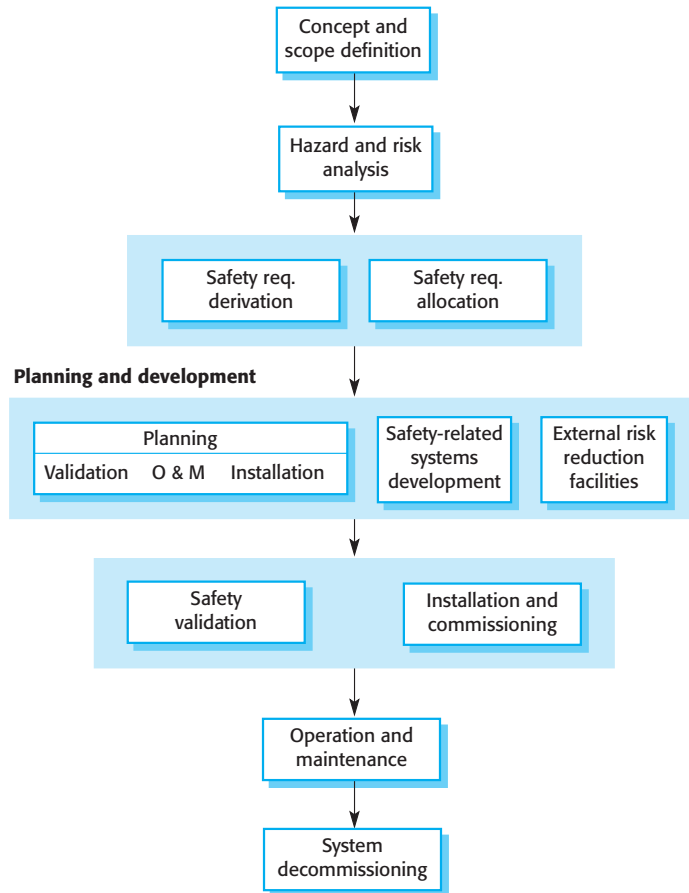 Concept and
scope definition
Hazard and risk
analysis
Safety req.
derivation
Safety req.
allocation
Planning and development
Planning
Validation O & M Installation
Safety-related
systems
development
External risk
reduction
facilities
Safety
validation
Installation and
commissioning
Operation and
maintenance
System
decommissioning